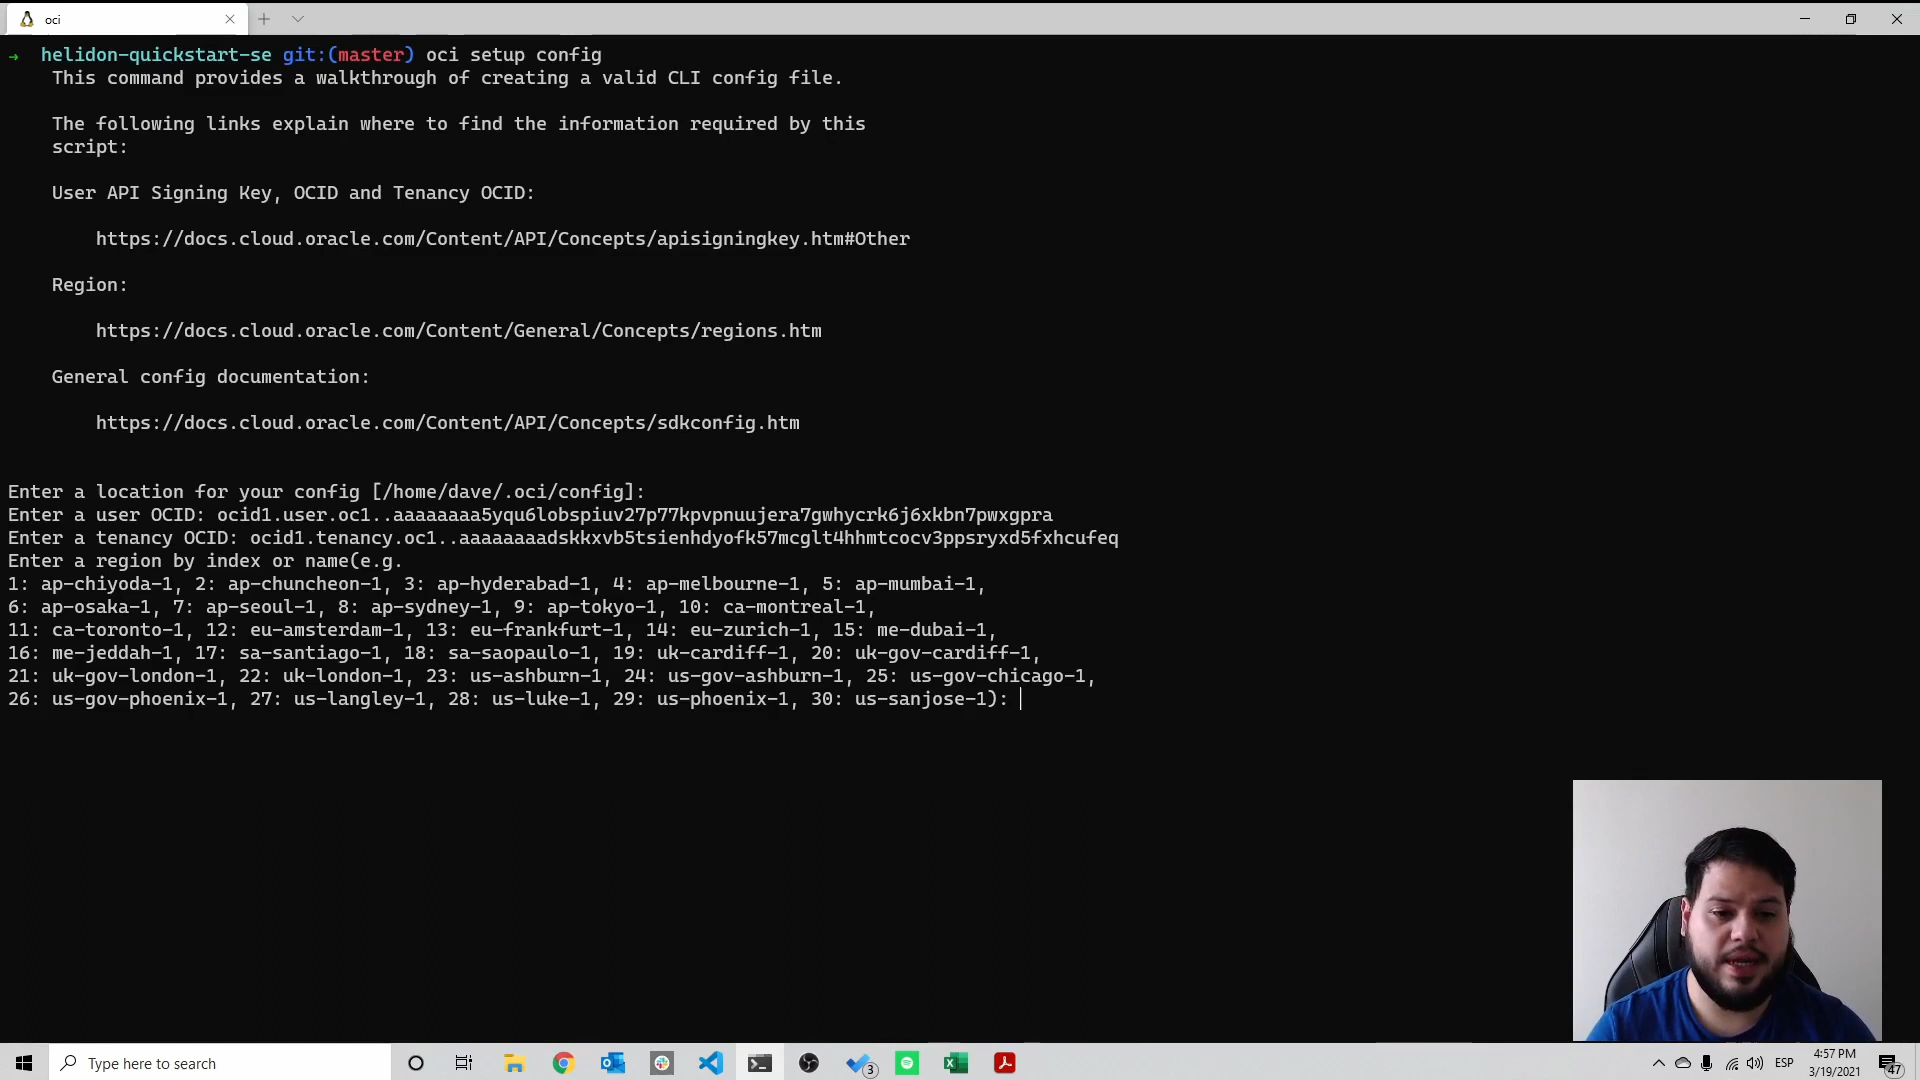 oci
→ helidon-quickstart-se git:(master) oci setup config
This command provides a walkthrough of creating a valid CLI config file.
The following links explain where to find the information required by this
script:
User API Signing Key, OCID and Tenancy OCID:
https://docs.cloud.oracle.com/Content/API/Concepts/apisigningkey.htm#Other
Region:
https://docs.cloud.oracle.com/Content/General/Concepts/regions.htm
General config documentation:
https://docs.cloud.oracle.com/Content/API/Concepts/sdkconfig.htm
Enter a location for your config [/home/dave/.oci/config]:
Enter a user OCID: ocid1.user.oc1..aaaaaaaa5yqu6lobspiuv27p77kpvpnuujera7gwhycrk6j6xkbn7pwxgpra
Enter a tenancy OCID: ocid1.tenancy.oc1..aaaaaaaadskkxvb5tsienhdyofk57mcglt4hhmtcocv3ppsryxd5fxhcufeq
Enter a region by index or name(e.g.
1: ap-chiyoda-1, 2: ap-chuncheon-1, 3: ap-hyderabad-1, 4: ap-melbourne-1, 5: ap-mumbai-1,
6: ap-osaka-1, 7: ap-seoul-1, 8: ap-sydney-1, 9: ap-tokyo-1, 10: ca-montreal-1,
11: ca-toronto-1, 12: eu-amsterdam-1, 13: eu-frankfurt-1, 14: eu-zurich-1, 15: me-dubai-1,
16: me-jeddah-1, 17: sa-santiago-1, 18: sa-saopaulo-1, 19: uk-cardiff-1, 20: uk-gov-cardiff-1,
21: uk-gov-london-1, 22: uk-london-1, 23: us-ashburn-1, 24: us-gov-ashburn-1, 25: us-gov-chicago-1,
26: us-gov-phoenix-1, 27: us-langley-1, 28: us-luke-1, 29: us-phoenix-1, 30: us-sanjose-1):
Type here to search
3
ESP
4:57 PM
3/19/2021
47